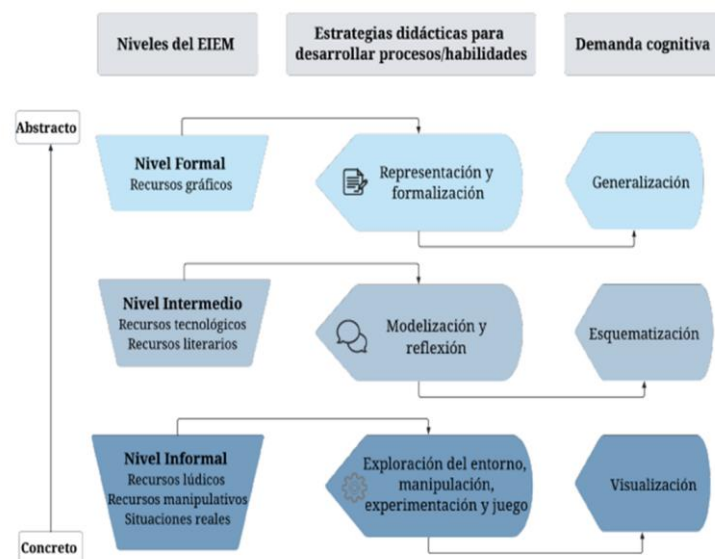 Niveles del EIEM
Estrategias didácticas para
desarrollar procesos/habilidades
Demanda cognitiva
Abstracto
Nivel Formal
Recursos gráficos
Representación y
formalización
Generalización
Nivel Intermedio
Recursos tecnológicos
Recursos literarios
Modelización y
reflexión
Esquematización
Nivel Informal
Recursos lúdicos
Recursos manipulativos
Situaciones reales
Exploración del entorno,
manipulación,
experimentación y juego
Visualización
Concreto